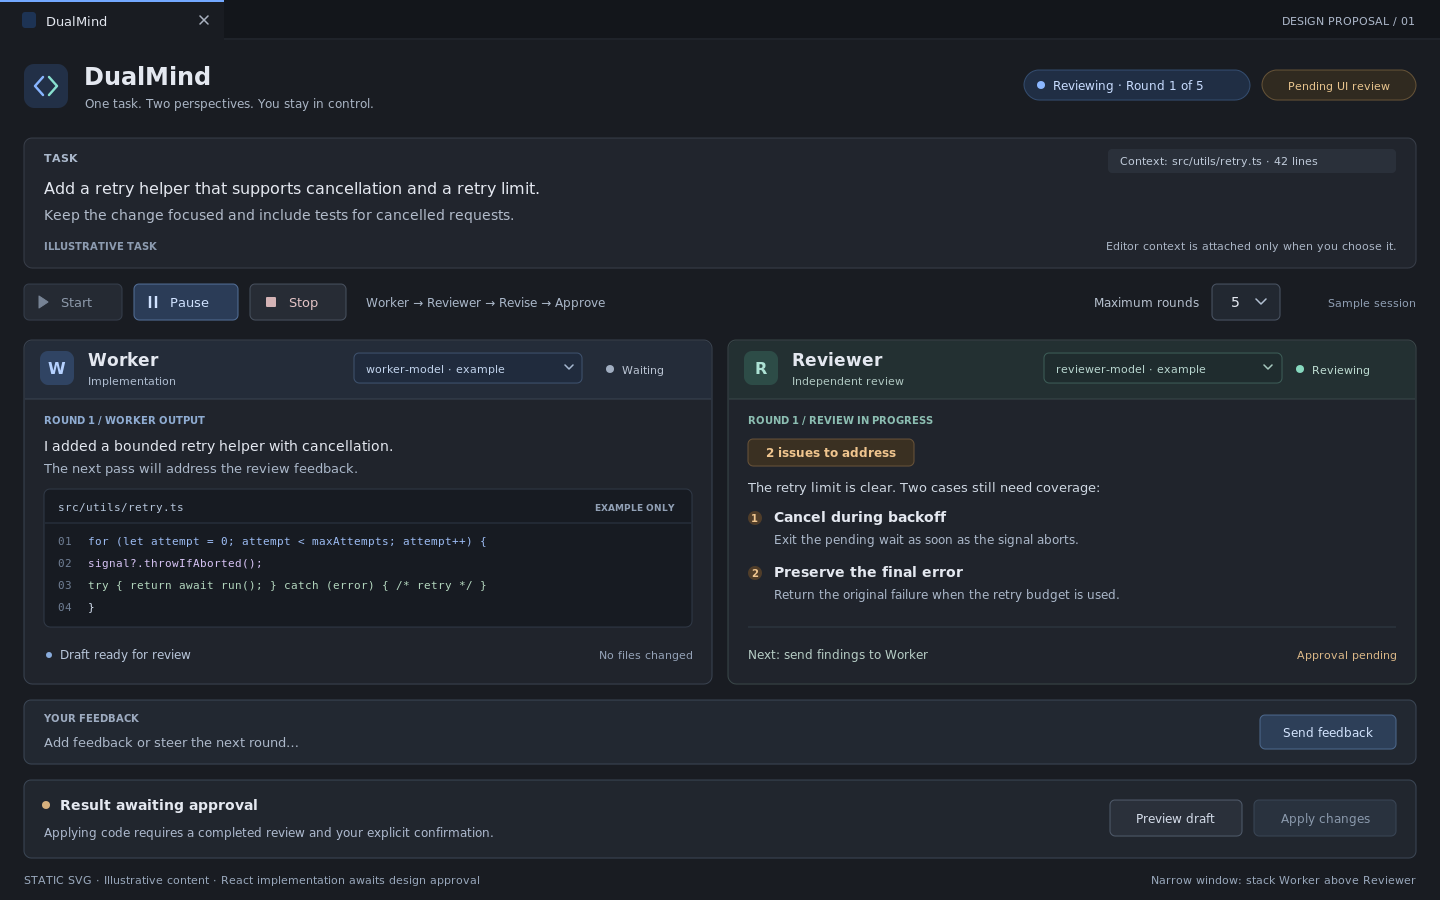 DualMind
DESIGN PROPOSAL / 01
DualMind
One task. Two perspectives. You stay in control.
Reviewing · Round 1 of 5
Pending UI review
TASK
Context: src/utils/retry.ts · 42 lines
Add a retry helper that supports cancellation and a retry limit.
Keep the change focused and include tests for cancelled requests.
ILLUSTRATIVE TASK
Editor context is attached only when you choose it.
Start
Pause
Stop
Worker → Reviewer → Revise → Approve
Maximum rounds
5
Sample session
W
Worker
Implementation
worker-model · example
Waiting
ROUND 1 / WORKER OUTPUT
I added a bounded retry helper with cancellation.
The next pass will address the review feedback.
src/utils/retry.ts
EXAMPLE ONLY
01 for (let attempt = 0; attempt < maxAttempts; attempt++) {
02 signal?.throwIfAborted();
03 try { return await run(); } catch (error) { /* retry */ }
04 }
Draft ready for review
No files changed
R
Reviewer
Independent review
reviewer-model · example
Reviewing
ROUND 1 / REVIEW IN PROGRESS
2 issues to address
The retry limit is clear. Two cases still need coverage:
1 Cancel during backoff
Exit the pending wait as soon as the signal aborts.
2 Preserve the final error
Return the original failure when the retry budget is used.
Next: send findings to Worker
Approval pending
YOUR FEEDBACK
Add feedback or steer the next round…
Send feedback
Result awaiting approval
Applying code requires a completed review and your explicit confirmation.
Preview draft
Apply changes
STATIC SVG · Illustrative content · React implementation awaits design approval
Narrow window: stack Worker above Reviewer